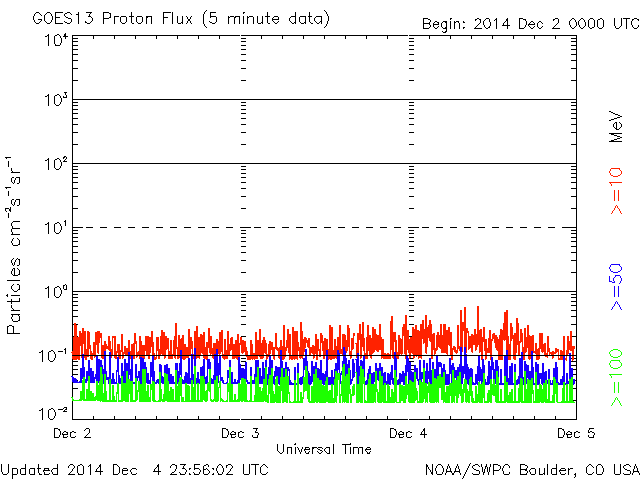 GOES13 Proton Flux (5 minute data)
Begin: 2014 Dec 2 0000 UTC
10⁴
10³
10²
10¹
10⁰
10⁻¹
10⁻²
Particles cm⁻²s⁻¹sr⁻¹
MeV
>=10
>=50
>=100
Dec 2
Dec 3
Dec 4
Dec 5
Universal Time
Updated 2014 Dec 4 23:56:02 UTC
NOAA/SWPC Boulder, CO USA